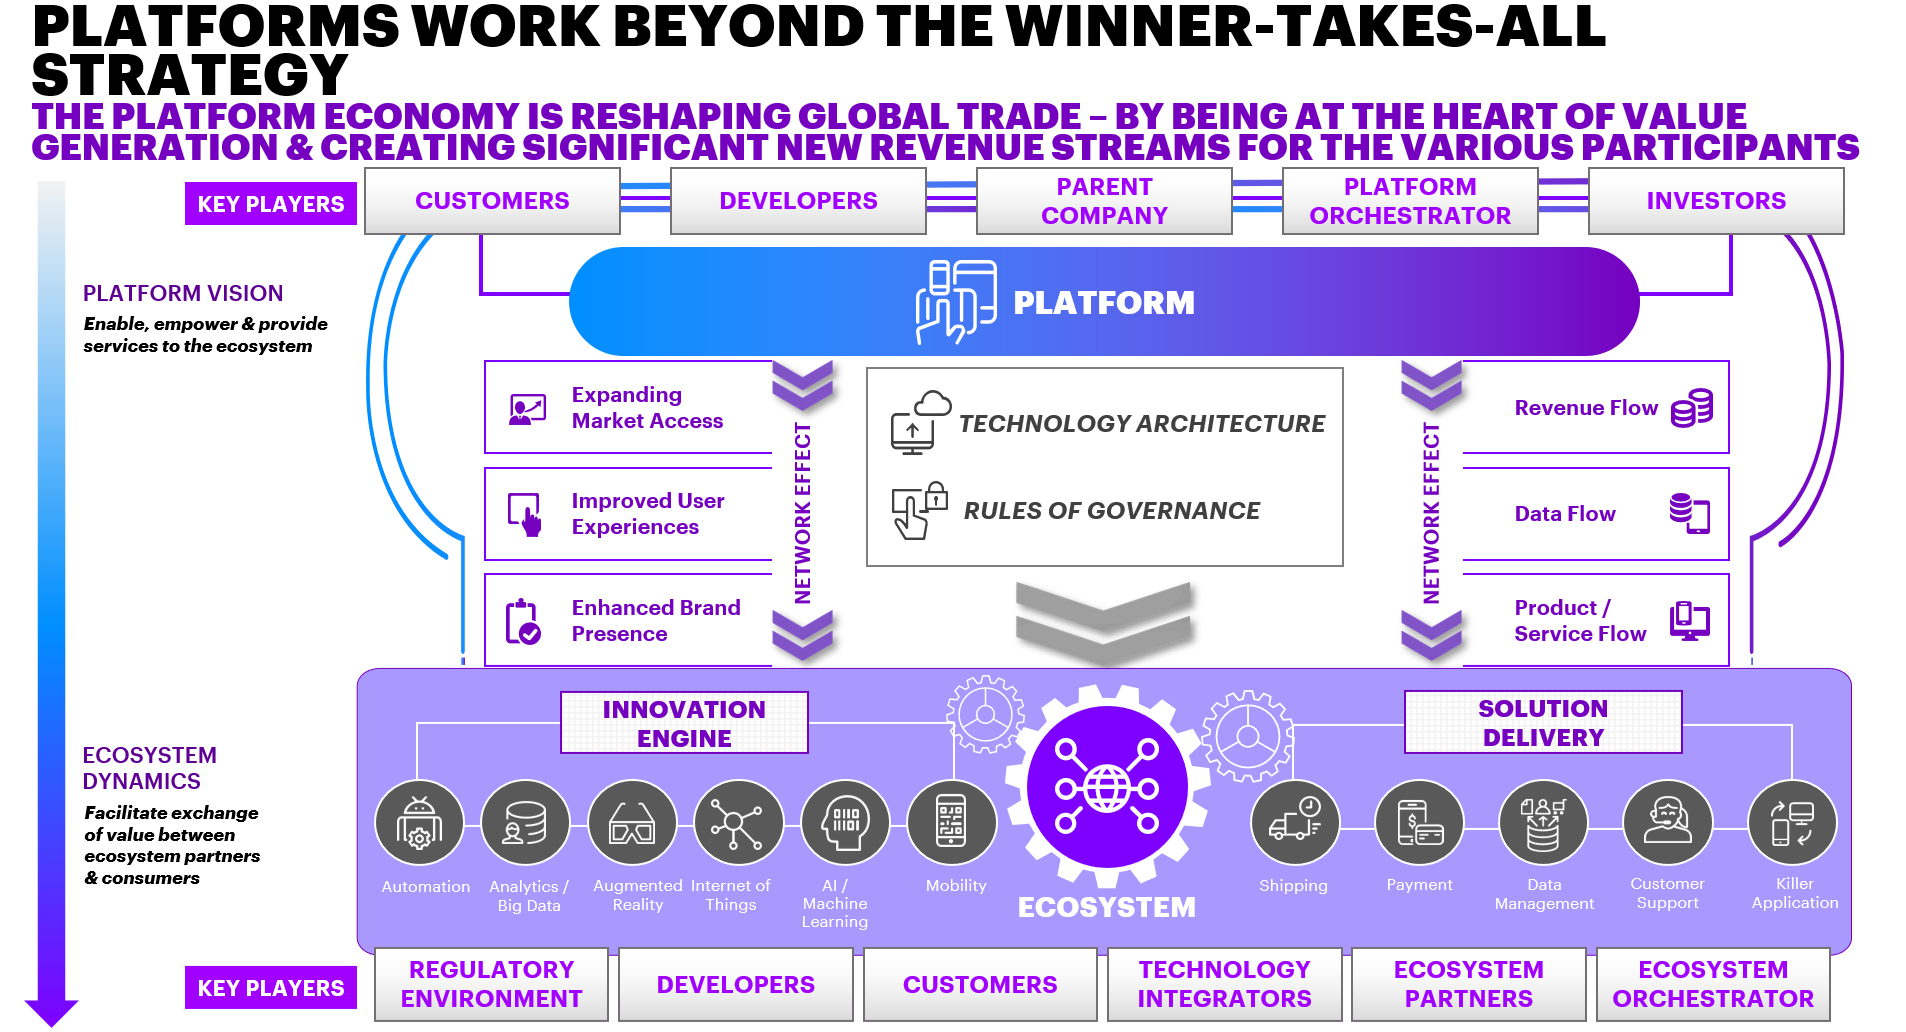 PLATFORMS WORK BEYOND THE WINNER-TAKES-ALL
STRATEGY
THE PLATFORM ECONOMY IS RESHAPING GLOBAL TRADE – BY BEING AT THE HEART OF VALUE
GENERATION & CREATING SIGNIFICANT NEW REVENUE STREAMS FOR THE VARIOUS PARTICIPANTS
KEY PLAYERS
CUSTOMERS
DEVELOPERS
PARENT
COMPANY
PLATFORM
ORCHESTRATOR
INVESTORS
PLATFORM VISION
Enable, empower & provide
services to the ecosystem
PLATFORM
Expanding
Market Access
Improved User
Experiences
Enhanced Brand
Presence
NETWORK EFFECT
TECHNOLOGY ARCHITECTURE
RULES OF GOVERNANCE
NETWORK EFFECT
Revenue Flow
Data Flow
Product /
Service Flow
ECOSYSTEM
DYNAMICS
Facilitate exchange
of value between
ecosystem partners
& consumers
INNOVATION
ENGINE
Automation
Analytics /
Big Data
Augmented
Reality
Internet of
Things
AI /
Machine
Learning
Mobility
ECOSYSTEM
SOLUTION
DELIVERY
Shipping
Payment
Data
Management
Customer
Support
Killer
Application
KEY PLAYERS
REGULATORY
ENVIRONMENT
DEVELOPERS
CUSTOMERS
TECHNOLOGY
INTEGRATORS
ECOSYSTEM
PARTNERS
ECOSYSTEM
ORCHESTRATOR